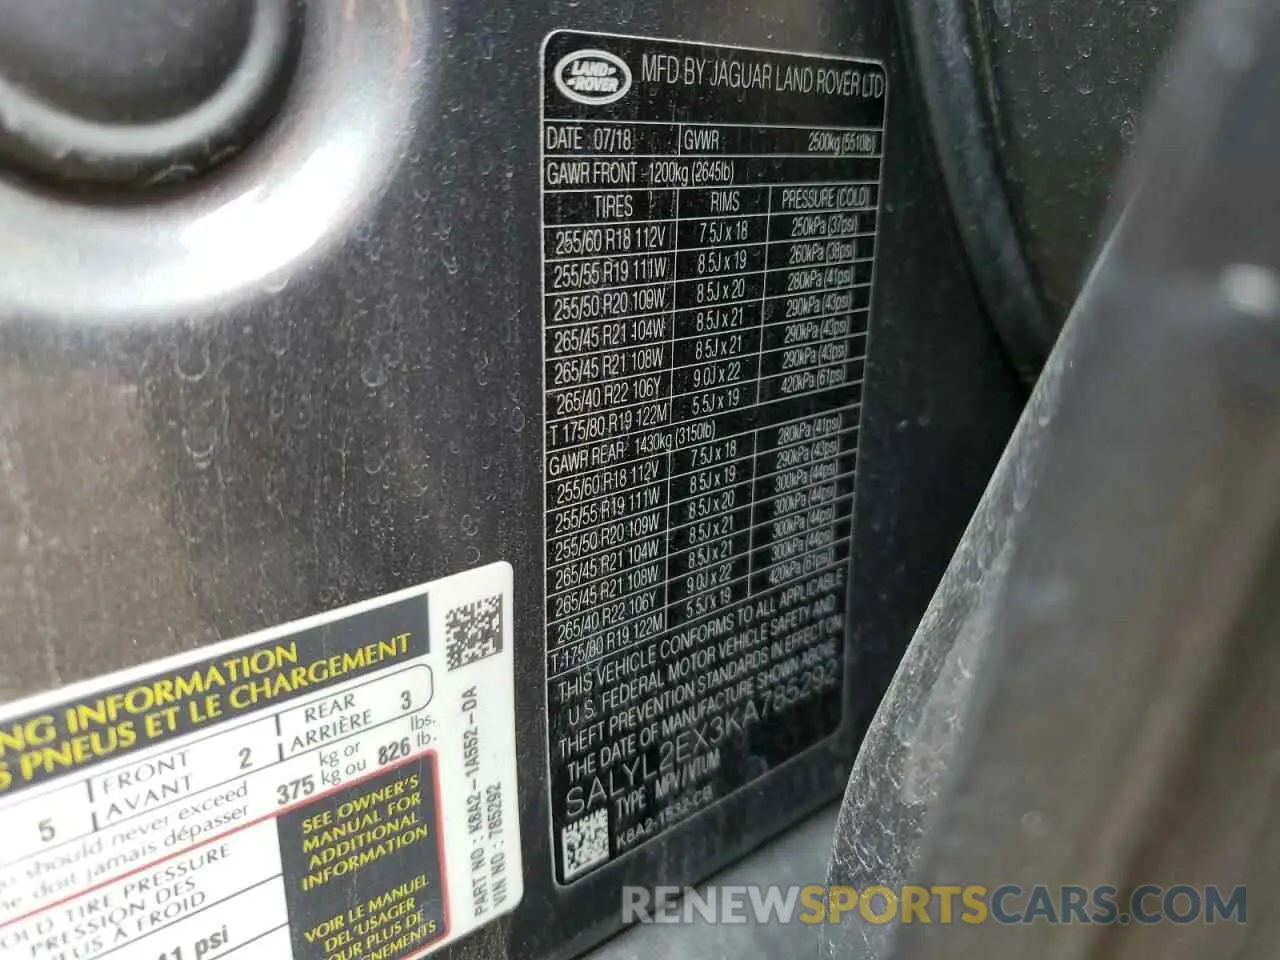 LAND ROVER
MFD BY JAGUAR LAND ROVER LTD
DATE 07/18 GVWR 2500kg (5510lb)
GAWR FRONT 1200kg (2645lb)
TIRES RIMS PRESSURE (COLD)
255/60 R18 112V 7.5J x 18 250kPa (37psi)
255/55 R19 111W 8.5J x 19 260kPa (38psi)
255/50 R20 109W 8.5J x 20 280kPa (41psi)
265/45 R21 104W 8.5J x 21 290kPa (43psi)
265/45 R21 108W 8.5J x 21 290kPa (43psi)
265/40 R22 106Y 9.0J x 22 290kPa (43psi)
T 175/80 R19 122M 5.5J x 19 420kPa (61psi)
GAWR REAR 1430kg (3150lb)
255/60 R18 112V 7.5J x 18 280kPa (41psi)
255/55 R19 111W 8.5J x 19 290kPa (43psi)
255/50 R20 109W 8.5J x 20 300kPa (44psi)
265/45 R21 104W 8.5J x 21 300kPa (44psi)
265/45 R21 108W 8.5J x 21 300kPa (44psi)
265/40 R22 106Y 9.0J x 22 300kPa (44psi)
T 175/80 R19 122M 5.5J x 19 420kPa (61psi)
THIS VEHICLE CONFORMS TO ALL APPLICABLE
U.S. FEDERAL MOTOR VEHICLE SAFETY AND
THEFT PREVENTION STANDARDS IN EFFECT ON
THE DATE OF MANUFACTURE SHOWN ABOVE
SALYL2EX3KA785292
TYPE MPV/VTUM
NG INFORMATION
S PNEUS ET LE CHARGEMENT
5 FRONT AVANT 2 REAR ARRIÈRE 3
should never exceed 375 kg or 826 lbs.
doit jamais dépasser kg ou lb.
OLD TIRE PRESSURE
PRESSION DES
EUS À FROID
41 psi
SEE OWNER'S
MANUAL FOR
ADDITIONAL
INFORMATION
VOIR LE MANUEL
DEL'USAGER
OUR PLUS DE
GNEMENTS
PART NO : K8A2-1A552-DA
VIN NO : 785292
RENEWSPORTSCARS.COM